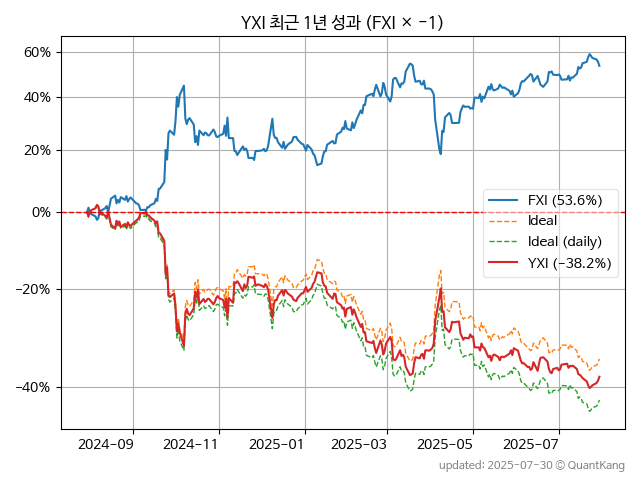 YXI 최근 1년 성과 (FXI × −1)
60%
40%
20%
0%
−20%
−40%
FXI (53.6%)
Ideal
Ideal (daily)
YXI (−38.2%)
2024−09
2024−11
2025−01
2025−03
2025−05
2025−07
updated: 2025-07-30 © QuantKang